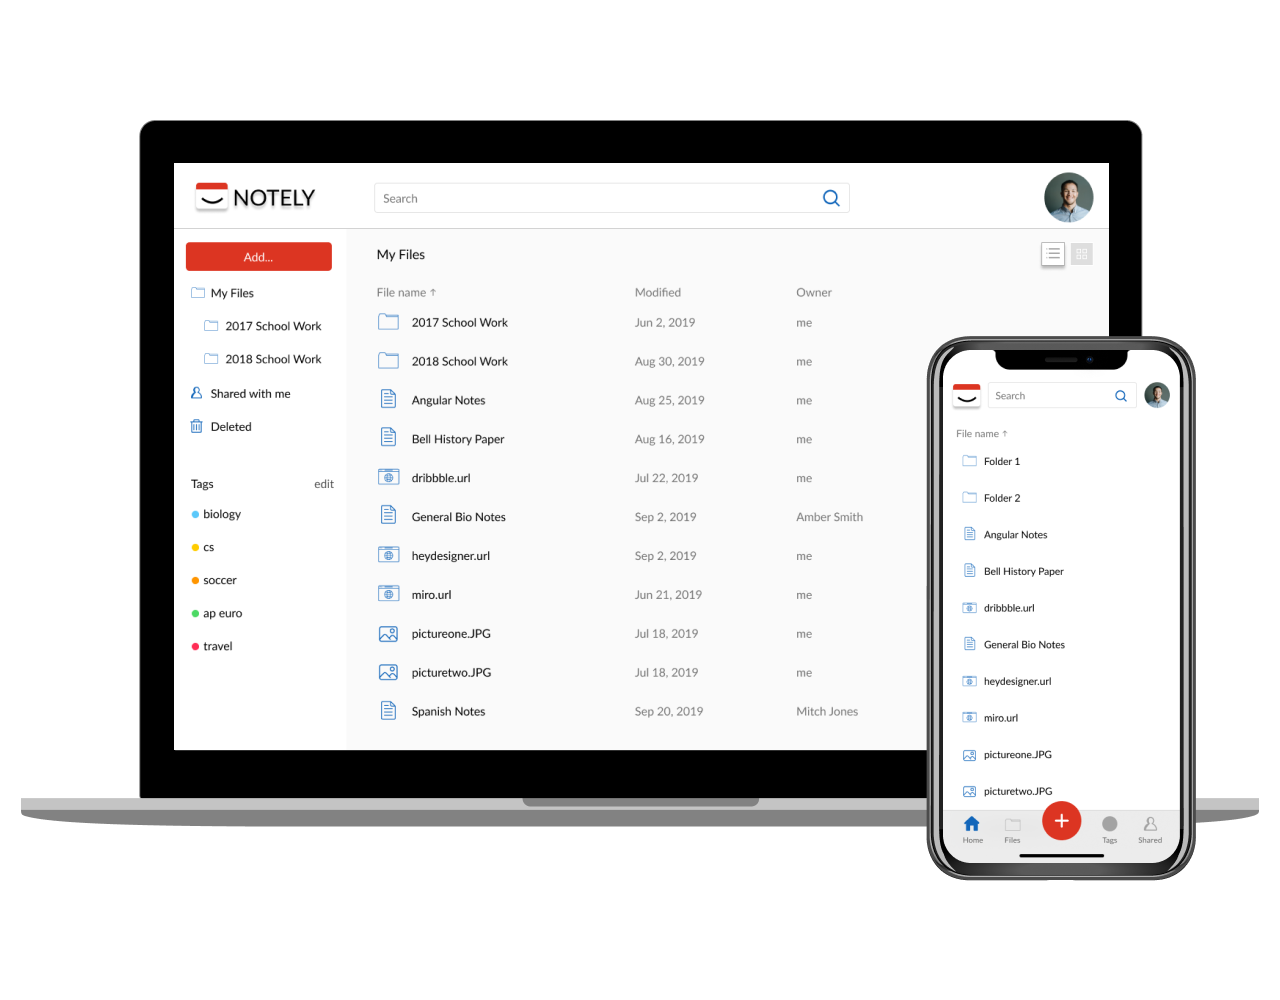 NOTELY
Search
Add...
My Files
2017 School Work
2018 School Work
Shared with me
Deleted
Tags edit
biology
cs
soccer
ap euro
travel
My Files
File name ↑ Modified Owner
2017 School Work Jun 2, 2019 me
2018 School Work Aug 30, 2019 me
Angular Notes Aug 25, 2019 me
Bell History Paper Aug 16, 2019 me
dribbble.url Jul 22, 2019 me
General Bio Notes Sep 2, 2019 Amber Smith
heydesigner.url Sep 2, 2019 me
miro.url Jun 21, 2019 me
pictureone.JPG Jul 18, 2019 me
picturetwo.JPG Jul 18, 2019 me
Spanish Notes Sep 20, 2019 Mitch Jones
Search
File name ↑
Folder 1
Folder 2
Angular Notes
Bell History Paper
dribbble.url
General Bio Notes
heydesigner.url
miro.url
pictureone.JPG
picturetwo.JPG
Home Files Tags Shared